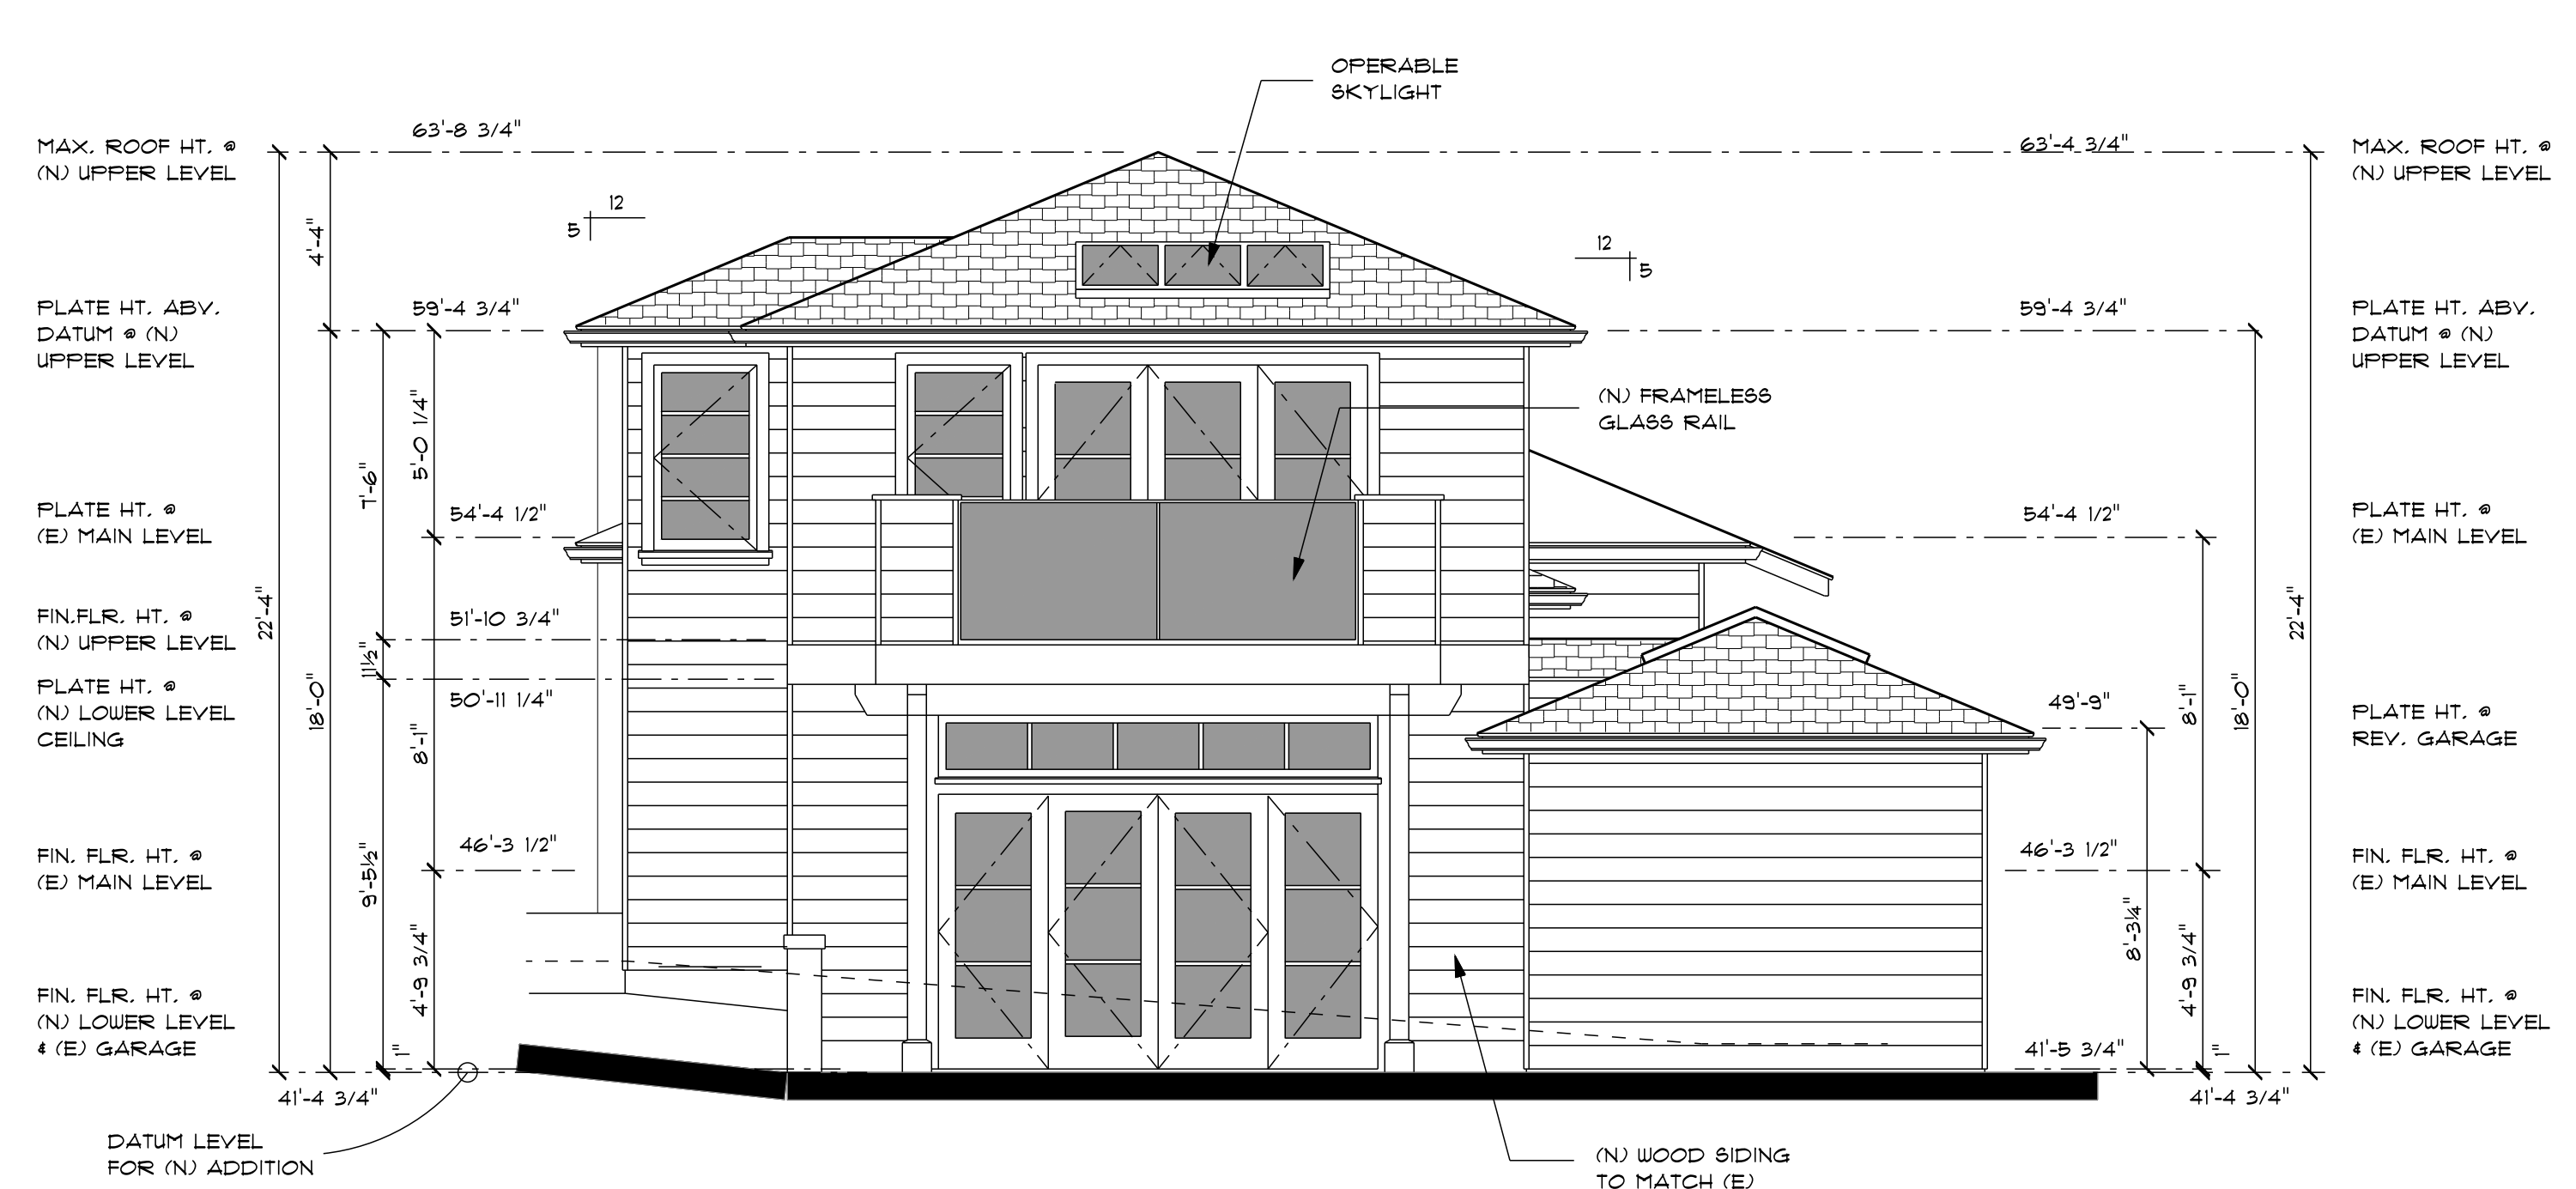 OPERABLE
SKYLIGHT
63'-8 3/4"
63'-4 3/4"
MAX. ROOF HT. @
(N) UPPER LEVEL
MAX. ROOF HT. @
(N) UPPER LEVEL
12
5
12
5
4'-4"
PLATE HT. ABV.
DATUM @ (N)
UPPER LEVEL
59'-4 3/4"
59'-4 3/4"
PLATE HT. ABV.
DATUM @ (N)
UPPER LEVEL
(N) FRAMELESS
GLASS RAIL
5'-0 1/4"
7'-6"
PLATE HT. @
(E) MAIN LEVEL
54'-4 1/2"
54'-4 1/2"
PLATE HT. @
(E) MAIN LEVEL
22'-4"
22'-4"
FIN.FLR. HT. @
(N) UPPER LEVEL
51'-10 3/4"
11½"
PLATE HT. @
(N) LOWER LEVEL
CEILING
50'-11 1/4"
18'-0"
8'-1"
49'-9"
8'-1"
18'-0"
PLATE HT. @
REV. GARAGE
FIN. FLR. HT. @
(E) MAIN LEVEL
9'-5½"
46'-3 1/2"
46'-3 1/2"
FIN. FLR. HT. @
(E) MAIN LEVEL
8'-3¼"
4'-9 3/4"
4'-9 3/4"
FIN. FLR. HT. @
(N) LOWER LEVEL
& (E) GARAGE
1"
41'-5 3/4"
1"
FIN. FLR. HT. @
(N) LOWER LEVEL
& (E) GARAGE
41'-4 3/4"
41'-4 3/4"
DATUM LEVEL
FOR (N) ADDITION
(N) WOOD SIDING
TO MATCH (E)